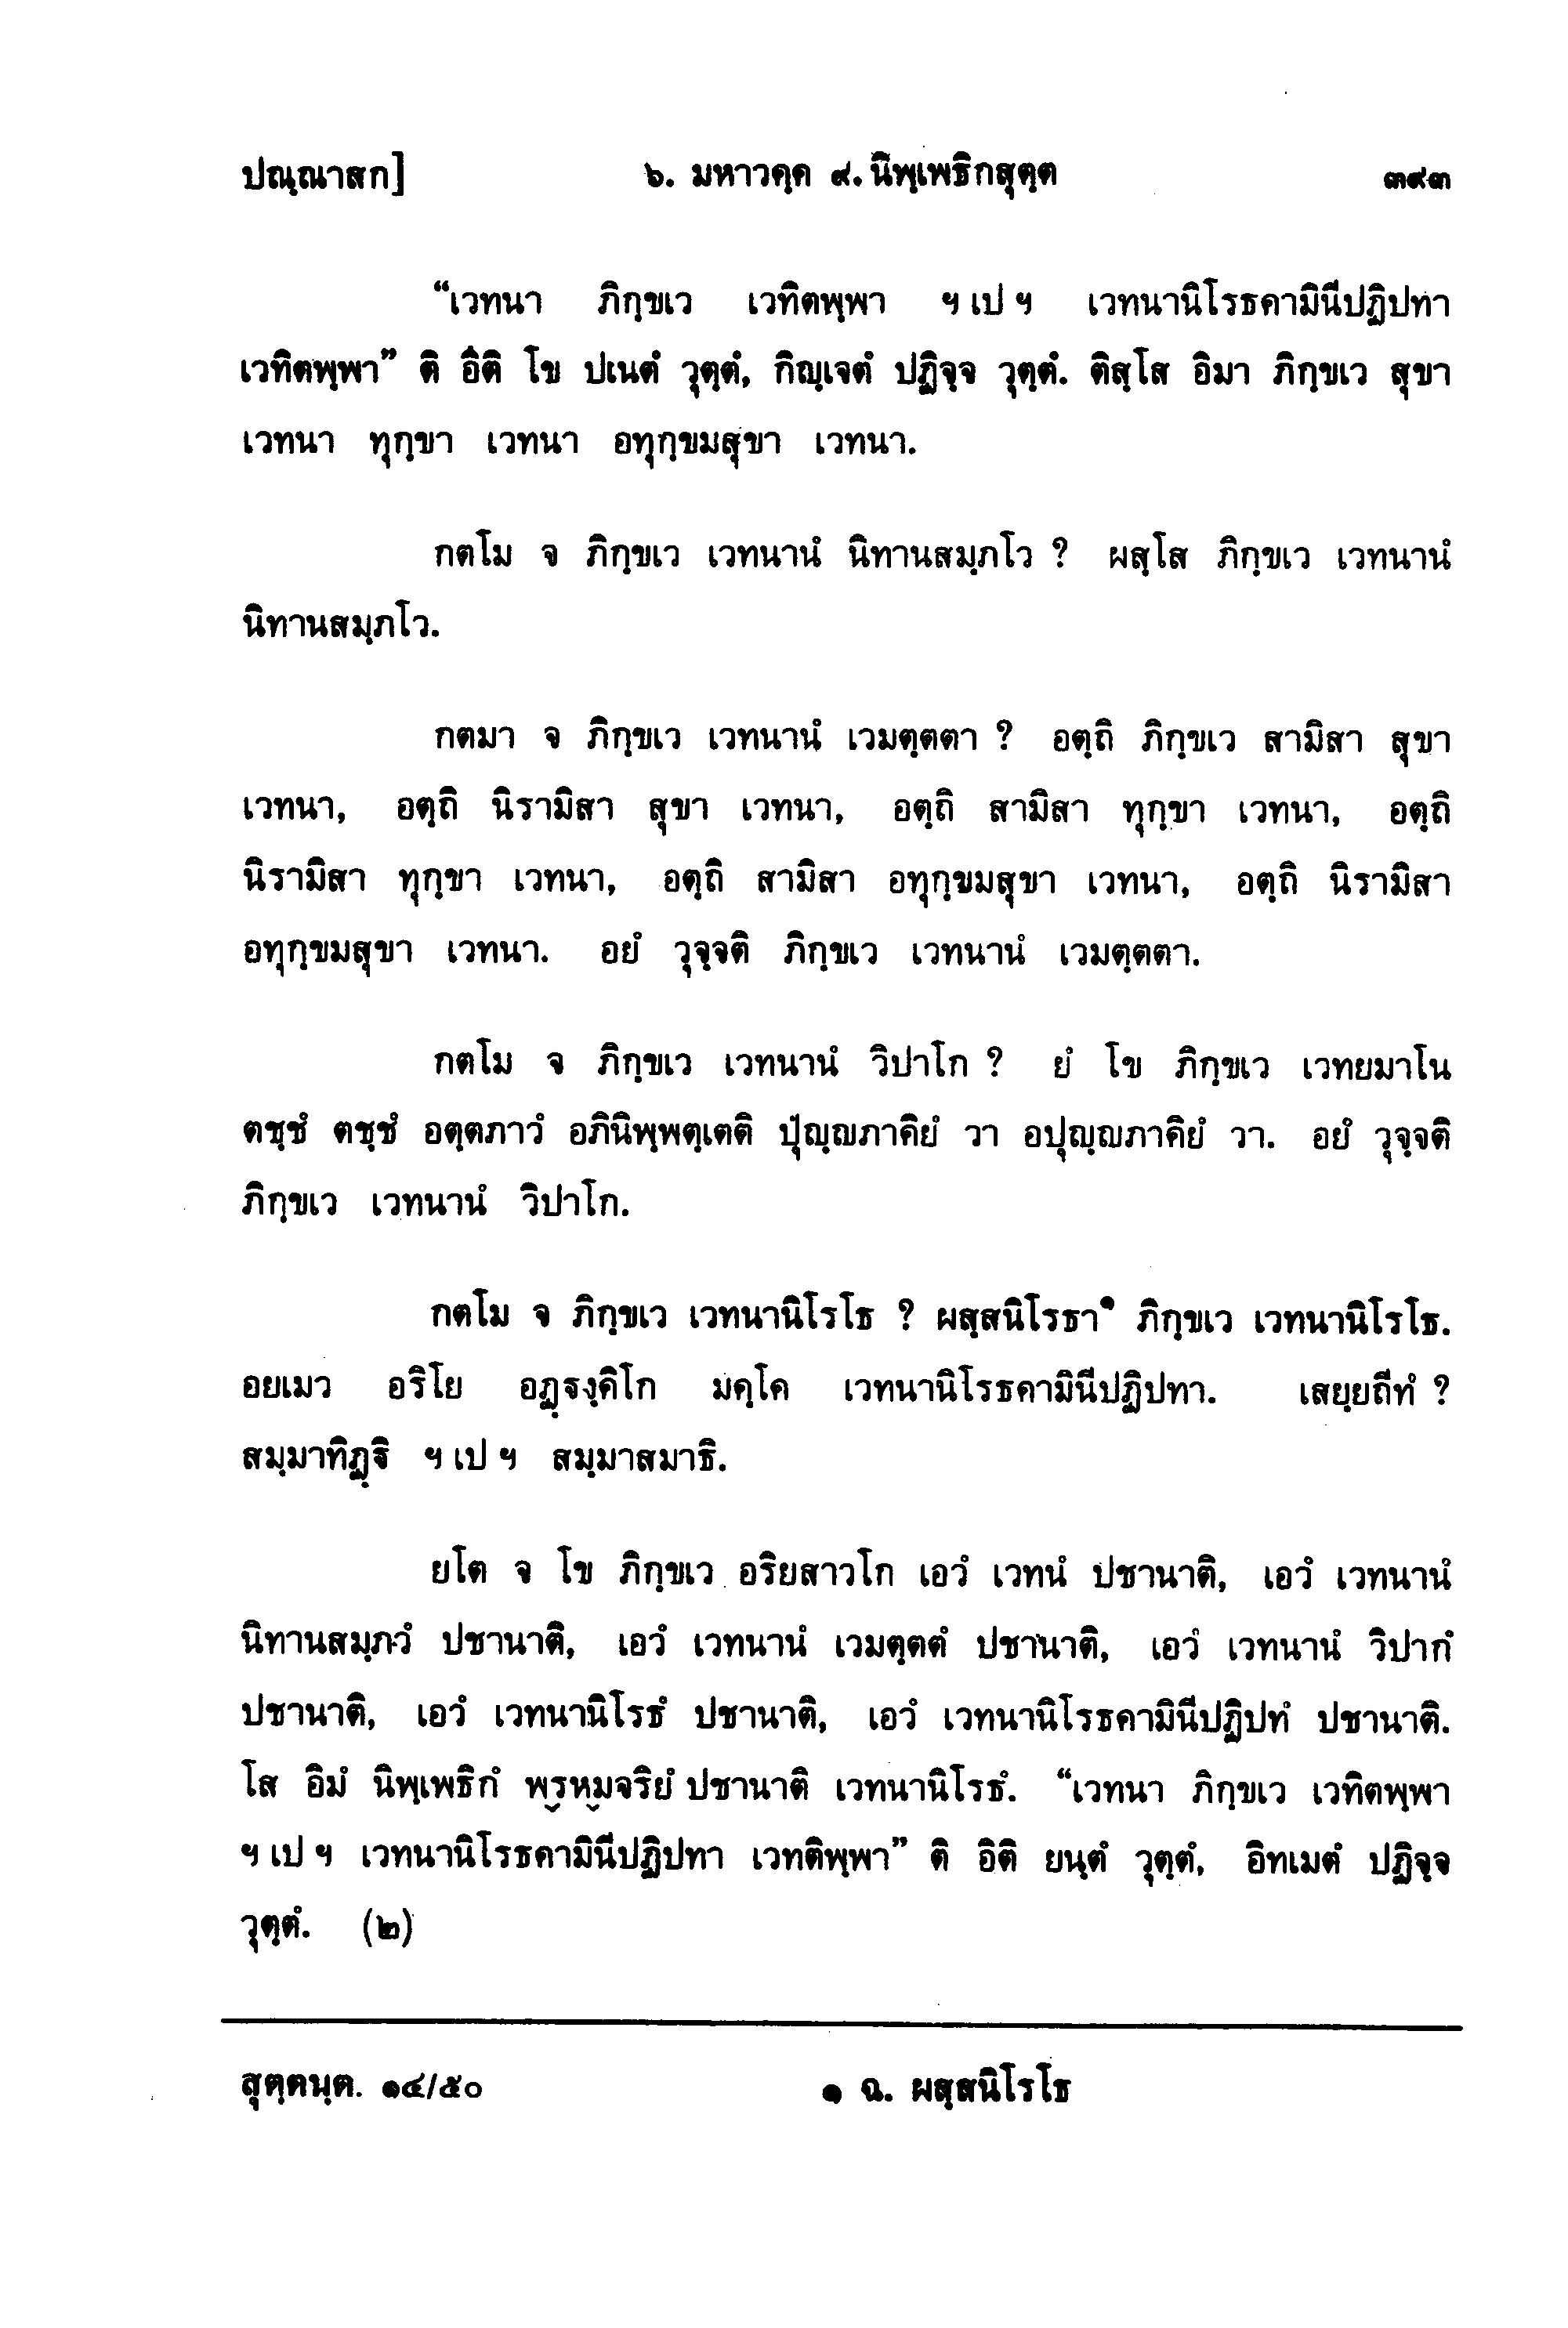 ปณฺณาสก]	๖. มหาวคฺค ๙. นิพฺเพธิกสุตฺต	๓๙๓
“เวทนา ภิกฺขเว เวทิตพฺพา ฯ เป ฯ เวทนานิโรธคามินีปฏิปทา
เวทิตพฺพา” ติ อิติ โข ปเนตํ วุตฺตํ, กิญฺเจตํ ปฏิจฺจ วุตฺตํ. ติสฺโส อิมา ภิกฺขเว สุขา
เวทนา ทุกฺขา เวทนา อทุกฺขมสุขา เวทนา.
กตโม จ ภิกฺขเว เวทนานํ นิทานสมฺภโว ? ผสฺโส ภิกฺขเว เวทนานํ
นิทานสมฺภโว.
กตมา จ ภิกฺขเว เวทนานํ เวมตฺตตา ? อตฺถิ ภิกฺขเว สามิสา สุขา
เวทนา, อตฺถิ นิรามิสา สุขา เวทนา, อตฺถิ สามิสา ทุกฺขา เวทนา, อตฺถิ
นิรามิสา ทุกฺขา เวทนา, อตฺถิ สามิสา อทุกฺขมสุขา เวทนา, อตฺถิ นิรามิสา
อทุกฺขมสุขา เวทนา. อยํ วุจฺจติ ภิกฺขเว เวทนานํ เวมตฺตตา.
กตโม จ ภิกฺขเว เวทนานํ วิปาโก ? ยํ โข ภิกฺขเว เวทยมาโน
ตชฺชํ ตชฺชํ อตฺตภาวํ อภินิพฺพตฺเตติ ปุญฺญภาคิยํ วา อปุญฺญภาคิยํ วา. อยํ วุจฺจติ
ภิกฺขเว เวทนานํ วิปาโก.
กตโม จ ภิกฺขเว เวทนานิโรโธ ? ผสฺสนิโรธา๑ ภิกฺขเว เวทนานิโรโธ.
อยเมว อริโย อฏฺฐงฺคิโก มคฺโค เวทนานิโรธคามินีปฏิปทา. เสยฺยถีทํ ?
สมฺมาทิฏฺฐิ ฯ เป ฯ สมฺมาสมาธิ.
ยโต จ โข ภิกฺขเว อริยสาวโก เอวํ เวทนํ ปชานาติ, เอวํ เวทนานํ
นิทานสมฺภวํ ปชานาติ, เอวํ เวทนานํ เวมตฺตตํ ปชานาติ, เอวํ เวทนานํ วิปากํ
ปชานาติ, เอวํ เวทนานิโรธํ ปชานาติ, เอวํ เวทนานิโรธคามินีปฏิปทํ ปชานาติ.
โส อิมํ นิพฺเพธิกํ พฺรหฺมจริยํ ปชานาติ เวทนานิโรธํ. “เวทนา ภิกฺขเว เวทิตพฺพา
ฯ เป ฯ เวทนานิโรธคามินีปฏิปทา เวทติพฺพา” ติ อิติ ยนฺตํ วุตฺตํ, อิทเมตํ ปฏิจฺจ
วุตฺตํ. (๒)
สุตฺตนฺต. ๑๔/๕๐	๑ ฉ. ผสฺสนิโรโธ